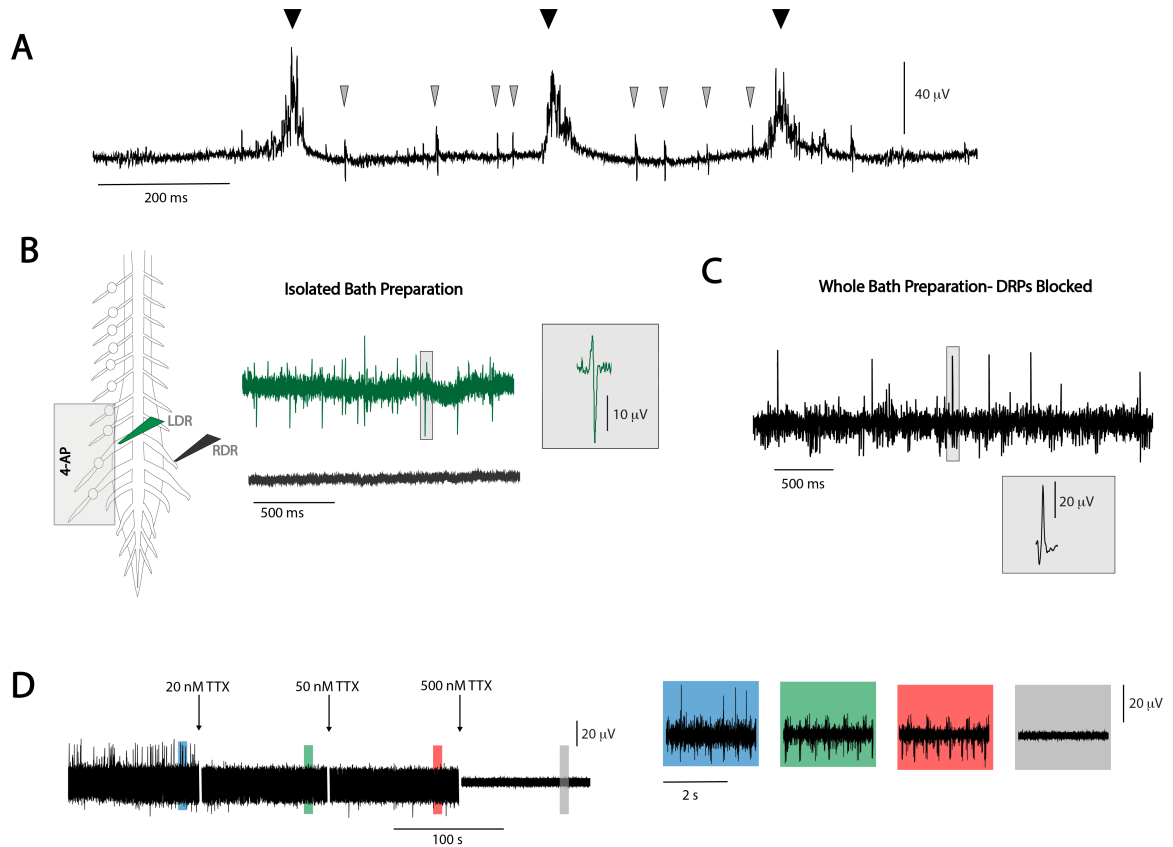 A
40 μV
200 ms
B
C
Isolated Bath Preparation
Whole Bath Preparation- DRPs Blocked
LDR
RDR
4-AP
10 μV
500 ms
500 ms
20 μV
D
20 nM TTX
50 nM TTX
500 nM TTX
20 μV
20 μV
2 s
100 s